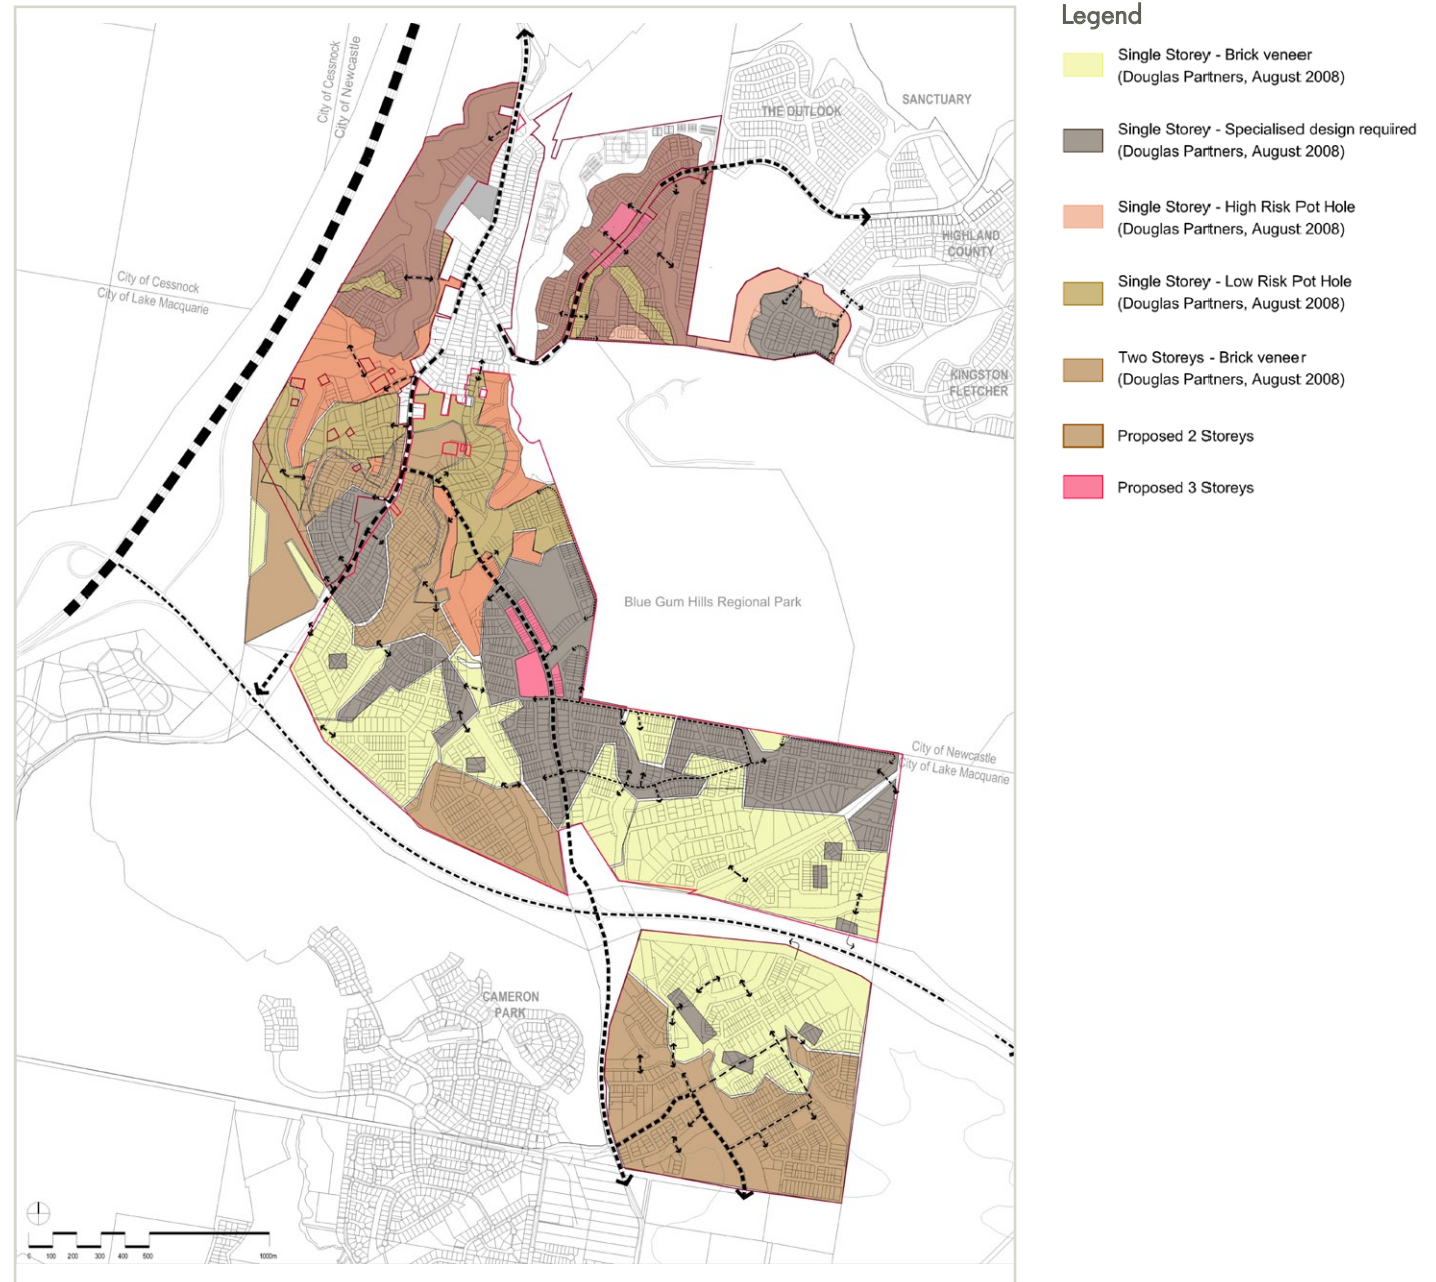 Legend
Single Storey - Brick veneer
(Douglas Partners, August 2008)
Single Storey - Specialised design required
(Douglas Partners, August 2008)
Single Storey - High Risk Pot Hole
(Douglas Partners, August 2008)
Single Storey - Low Risk Pot Hole
(Douglas Partners, August 2008)
Two Storeys - Brick veneer
(Douglas Partners, August 2008)
Proposed 2 Storeys
Proposed 3 Storeys
City of Cessnock
City of Newcastle
THE OUTLOOK
SANCTUARY
HIGHLAND
COUNTY
City of Cessnock
City of Lake Macquarie
KINGSTON
FLETCHER
Blue Gum Hills Regional Park
City of Newcastle
City of Lake Macquarie
CAMERON
PARK
0 100 200 300 400 500 1000m